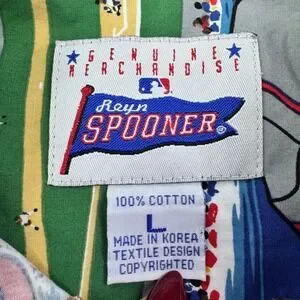 GENUINE
MERCHANDISE
Reyn
SPOONER®
100% COTTON
L
MADE IN KOREA
TEXTILE DESIGN
COPYRIGHTED